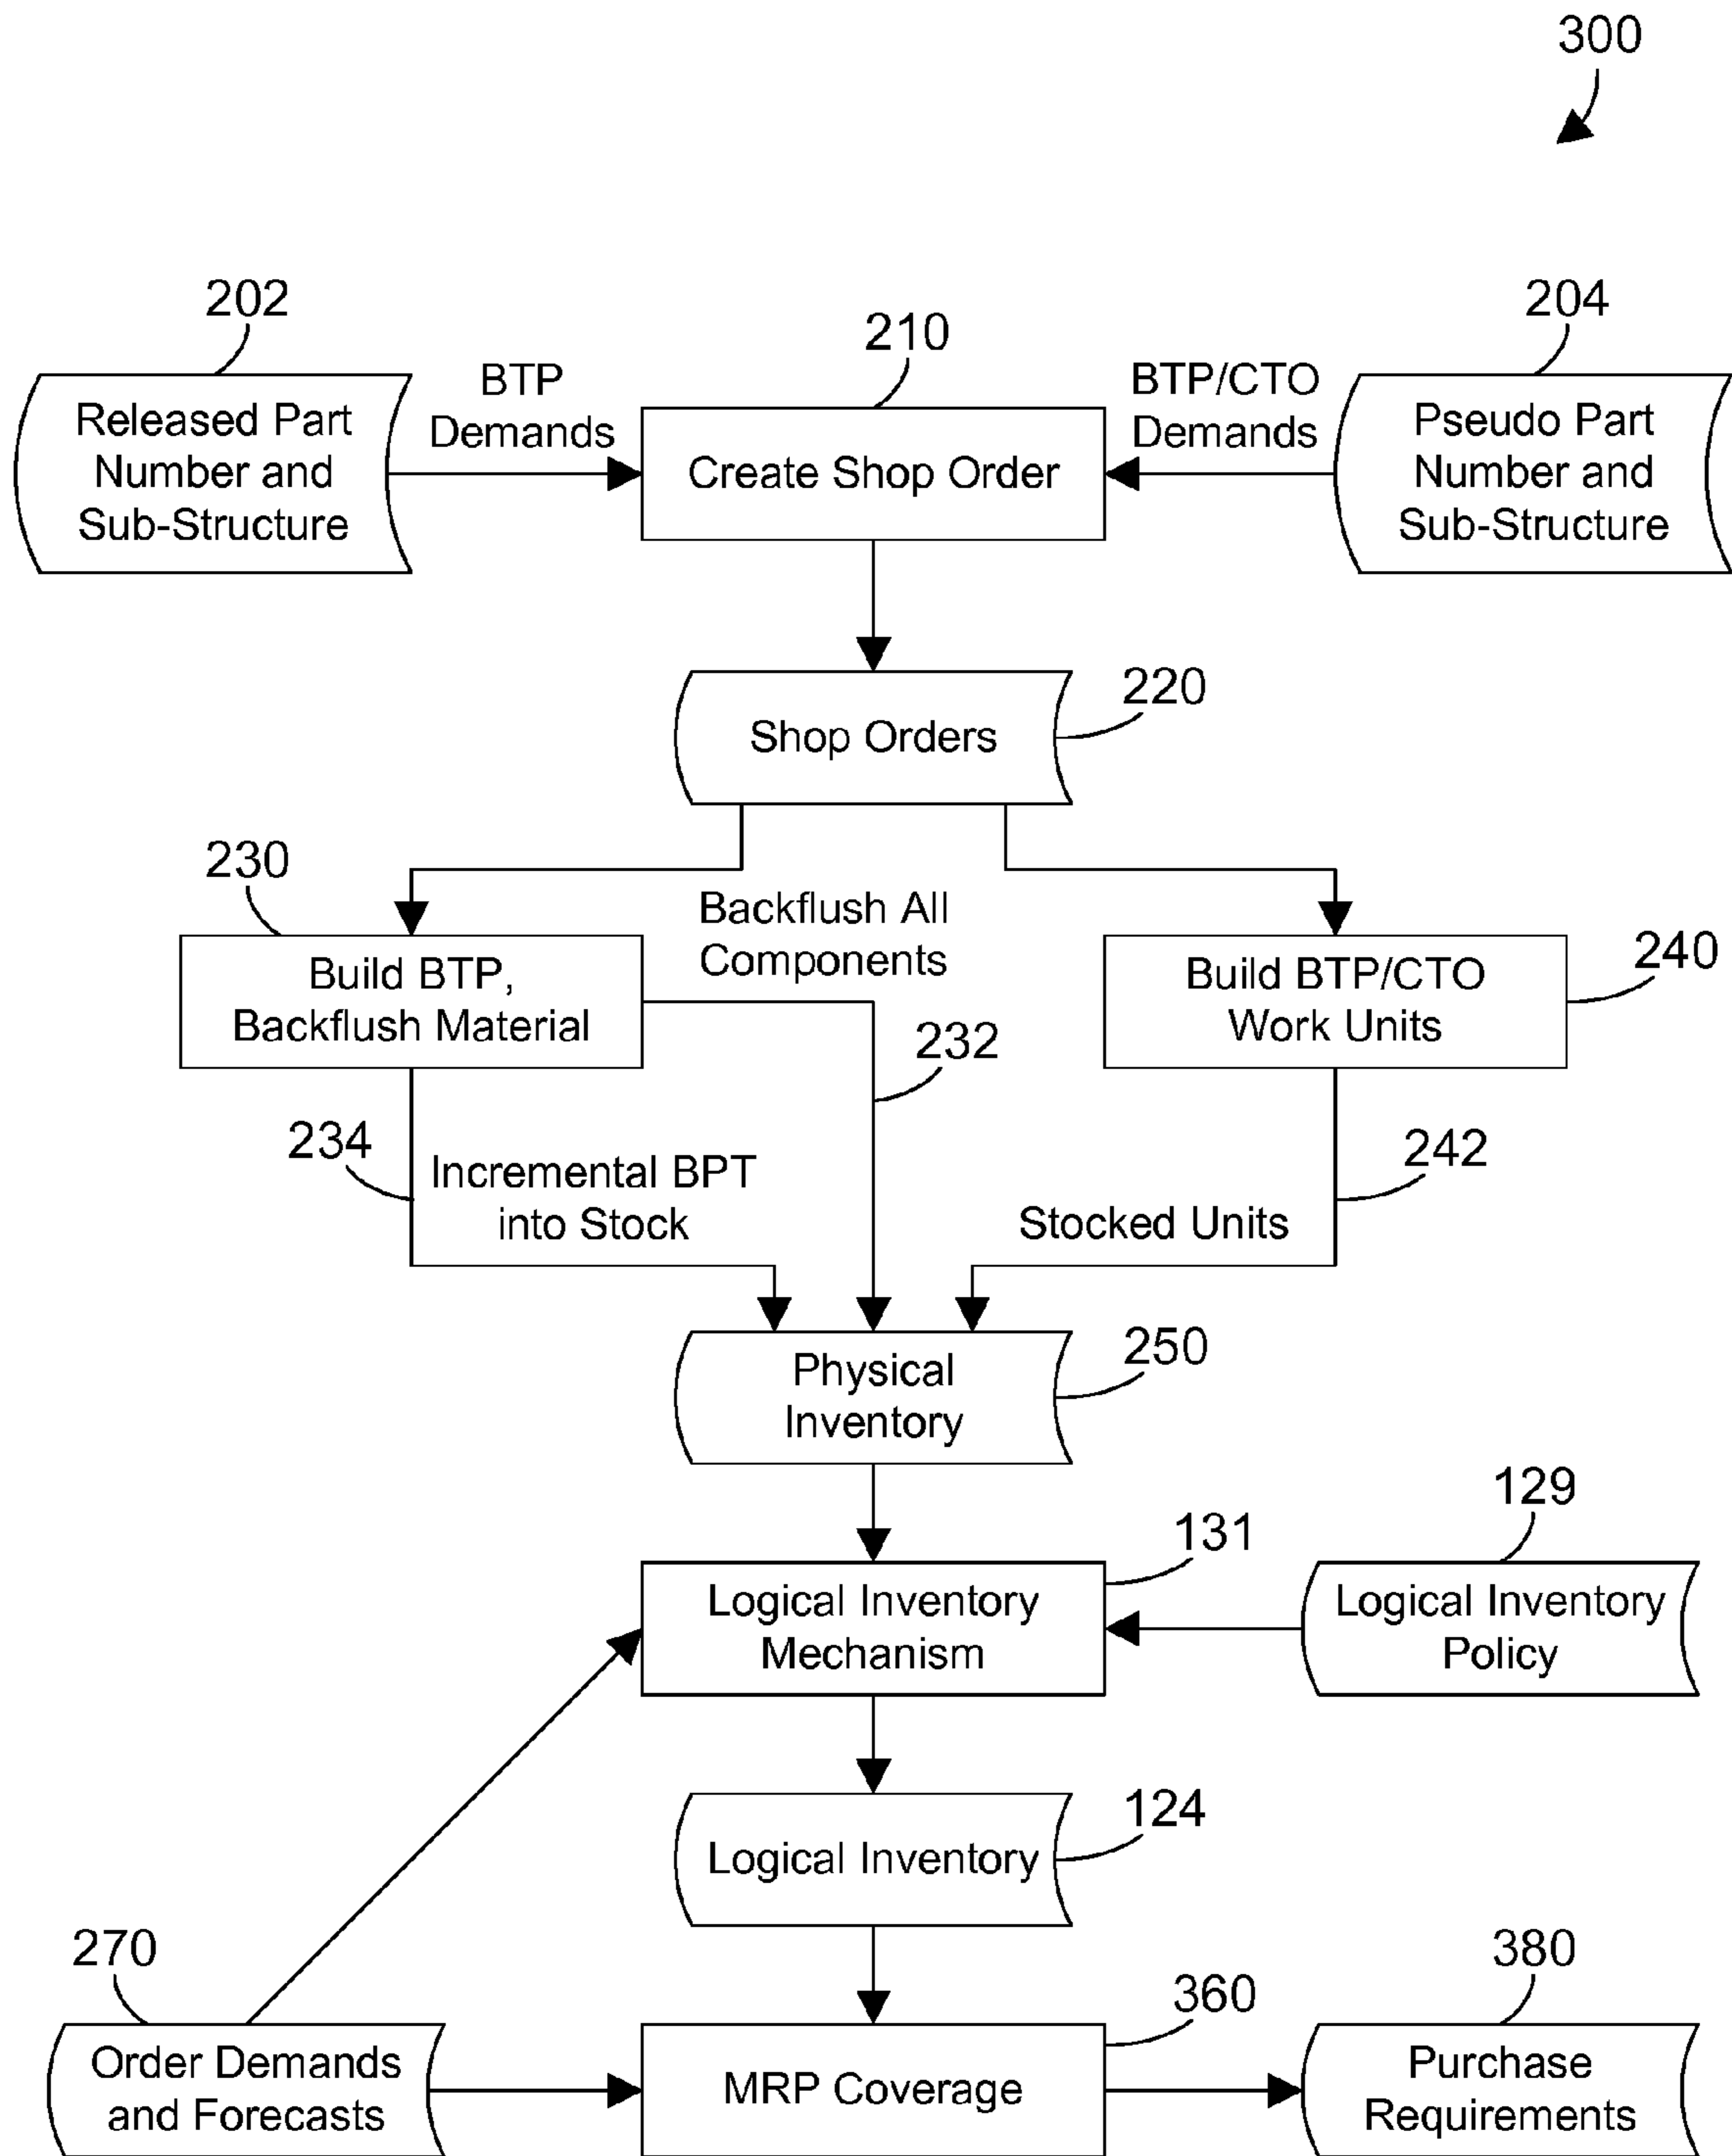 300
202
210
204
BTP
Demands
BTP/CTO
Demands
Released Part
Number and
Sub-Structure
Create Shop Order
Pseudo Part
Number and
Sub-Structure
220
Shop Orders
230
Backflush All
Components
Build BTP,
Backflush Material
Build BTP/CTO
Work Units
240
232
234
Incremental BPT
into Stock
242
Stocked Units
Physical
Inventory
250
129
131
Logical Inventory
Mechanism
Logical Inventory
Policy
124
Logical Inventory
270
360
380
Order Demands
and Forecasts
MRP Coverage
Purchase
Requirements